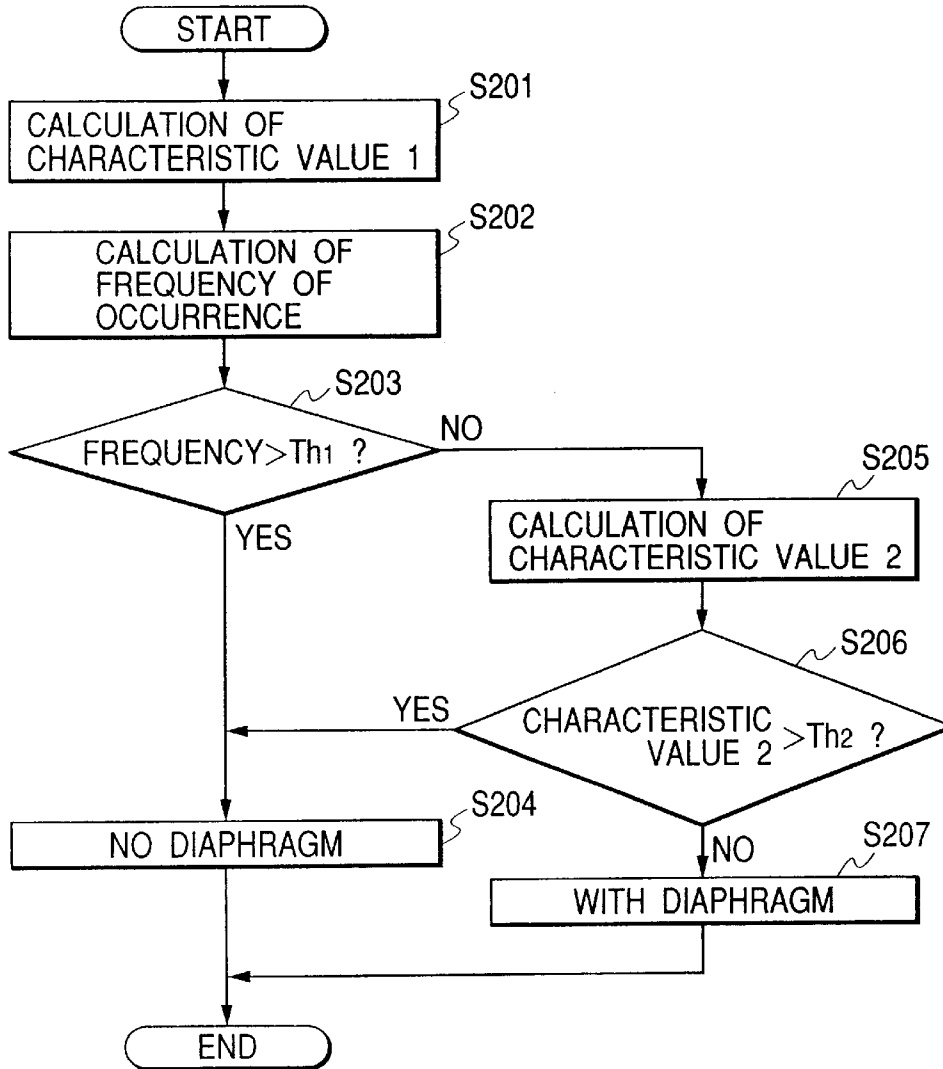 START
S201
CALCULATION OF
CHARACTERISTIC VALUE 1
S202
CALCULATION OF
FREQUENCY OF
OCCURRENCE
S203
FREQUENCY>Th1 ?
NO
YES
S205
CALCULATION OF
CHARACTERISTIC VALUE 2
S206
CHARACTERISTIC
VALUE 2 >Th2 ?
YES
NO
S204
NO DIAPHRAGM
S207
WITH DIAPHRAGM
END